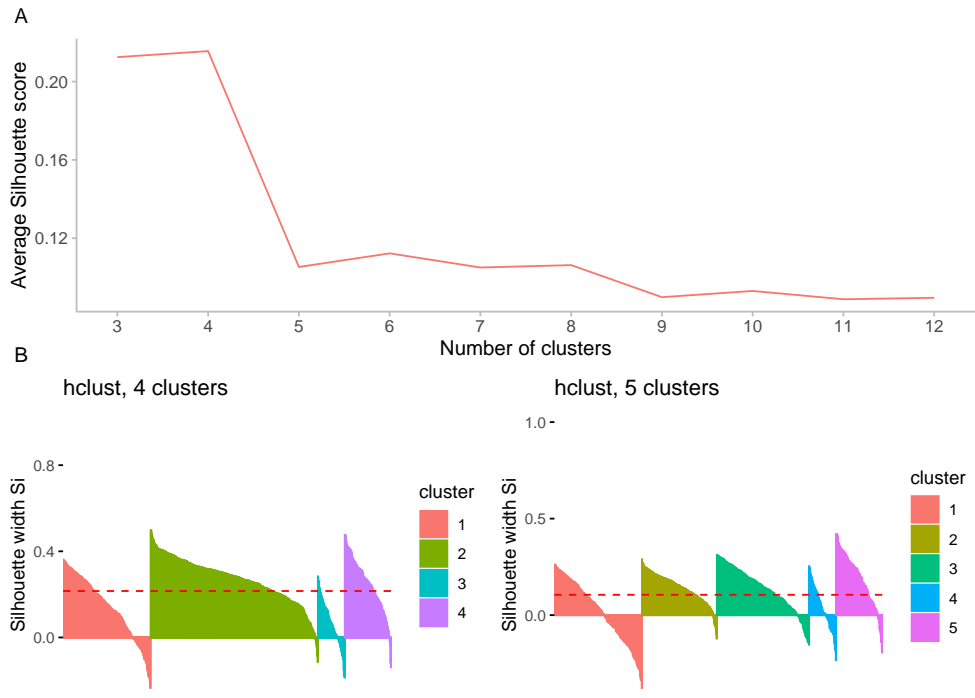 A
Average Silhouette score
0.20
0.16
0.12
3 4 5 6 7 8 9 10 11 12
Number of clusters
B
hclust, 4 clusters
Silhouette width Si
0.8
0.4
0.0
cluster
1
2
3
4
hclust, 5 clusters
Silhouette width Si
1.0
0.5
0.0
cluster
1
2
3
4
5